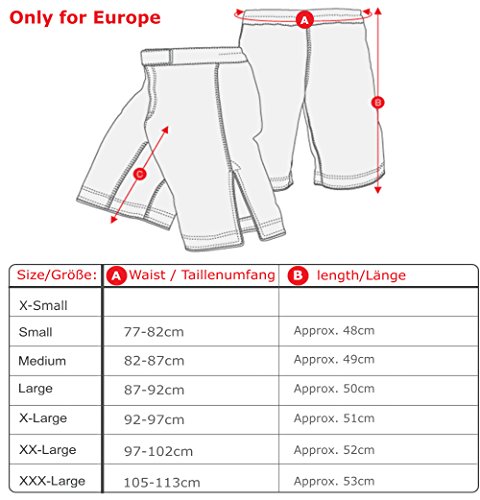 Only for Europe
A
B
C
Size/Größe: A Waist / Taillenumfang B length/Länge
X-Small
Small 77-82cm Approx. 48cm
Medium 82-87cm Approx. 49cm
Large 87-92cm Approx. 50cm
X-Large 92-97cm Approx. 51cm
XX-Large 97-102cm Approx. 52cm
XXX-Large 105-113cm Approx. 53cm